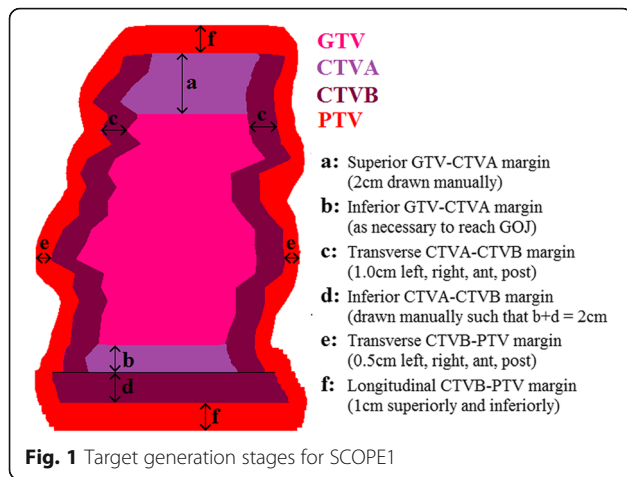 f
GTV
CTVA
CTVB
PTV
a
c
c
a: Superior GTV-CTVA margin
(2cm drawn manually)
b: Inferior GTV-CTVA margin
(as necessary to reach GOJ)
c: Transverse CTVA-CTVB margin
(1.0cm left, right, ant, post)
e
e
d: Inferior CTVA-CTVB margin
(drawn manually such that b+d = 2cm
e: Transverse CTVB-PTV margin
(0.5cm left, right, ant, post)
b
d
f: Longitudinal CTVB-PTV margin
(1cm superiorly and inferiorly)
f
Fig. 1 Target generation stages for SCOPE1